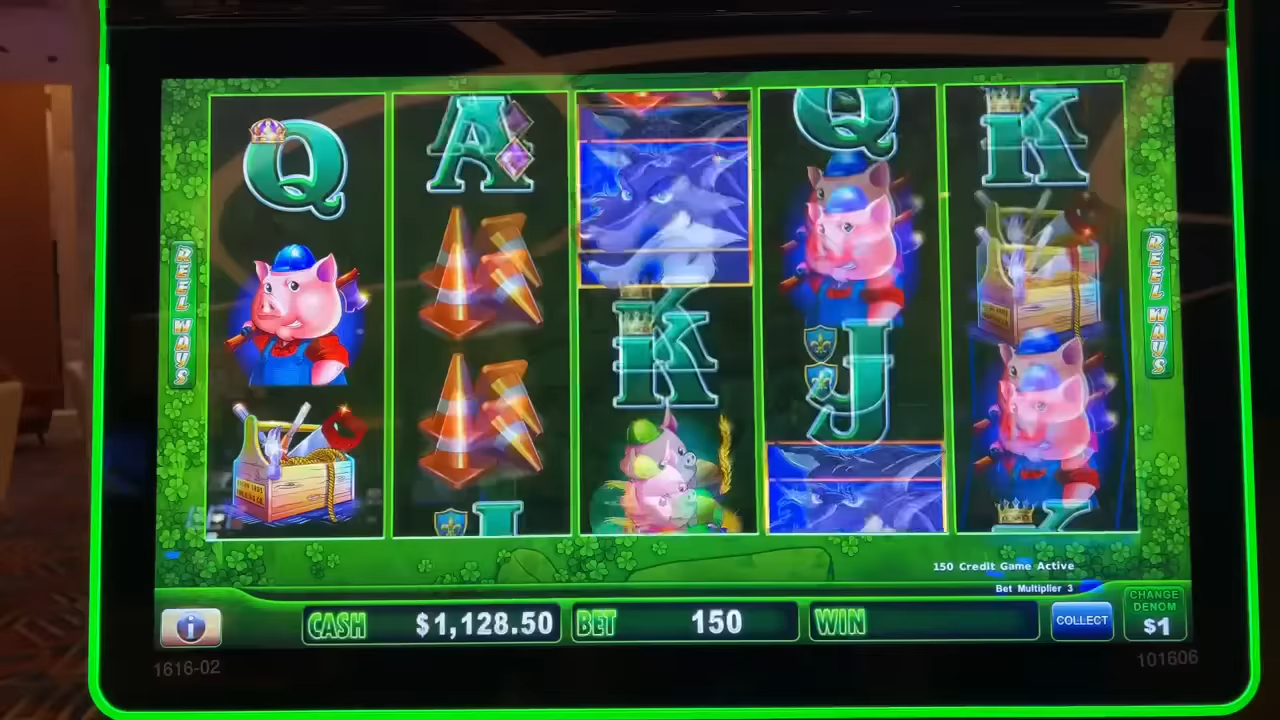 Q
A
Q
K
K
J
J
K
REEL WAYS
REEL WAYS
150 Credit Game Active
Bet Multiplier 3
CASH $1,128.50
BET 150
WIN
COLLECT
CHANGE
DENOM
$1
1616-02
101606